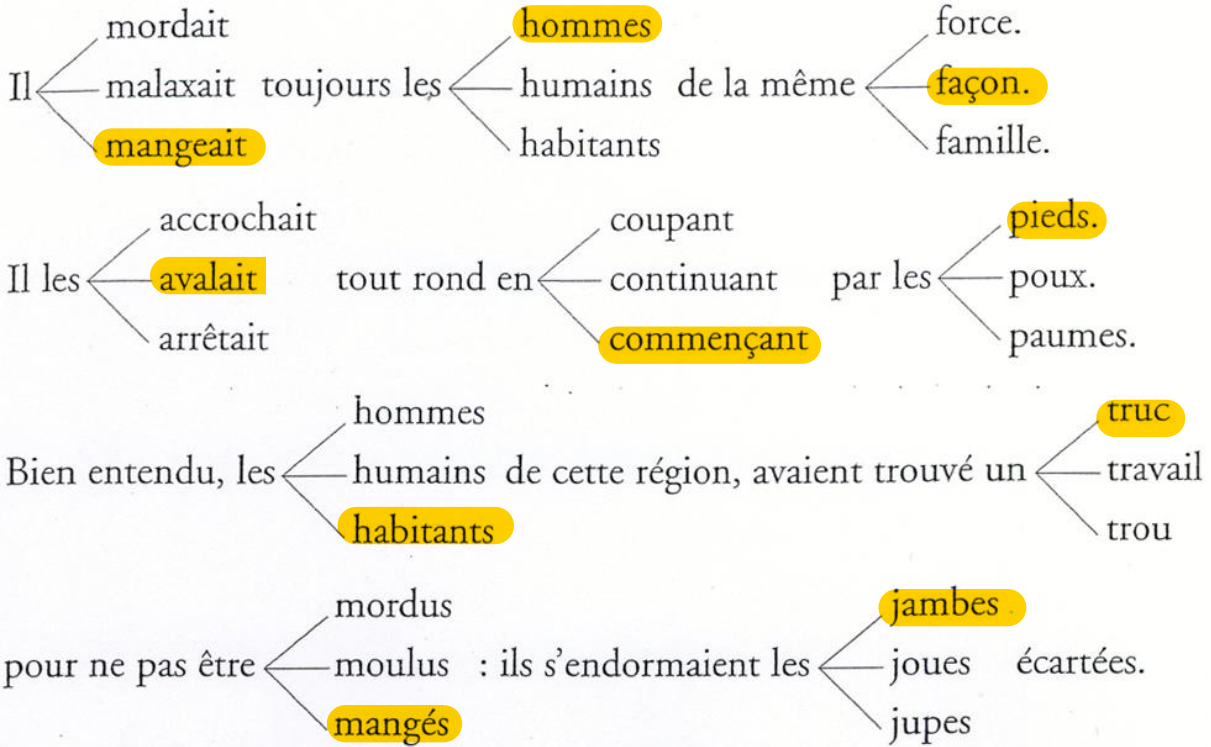 mordait hommes force.
Il malaxait toujours les humains de la même façon.
mangeait habitants famille.
accrochait coupant pieds.
Il les avalait tout rond en continuant par les poux.
arrêtait commençant paumes.
hommes truc
Bien entendu, les humains de cette région, avaient trouvé un travail
habitants trou
mordus jambes
pour ne pas être moulus : ils s'endormaient les joues écartées.
mangés jupes